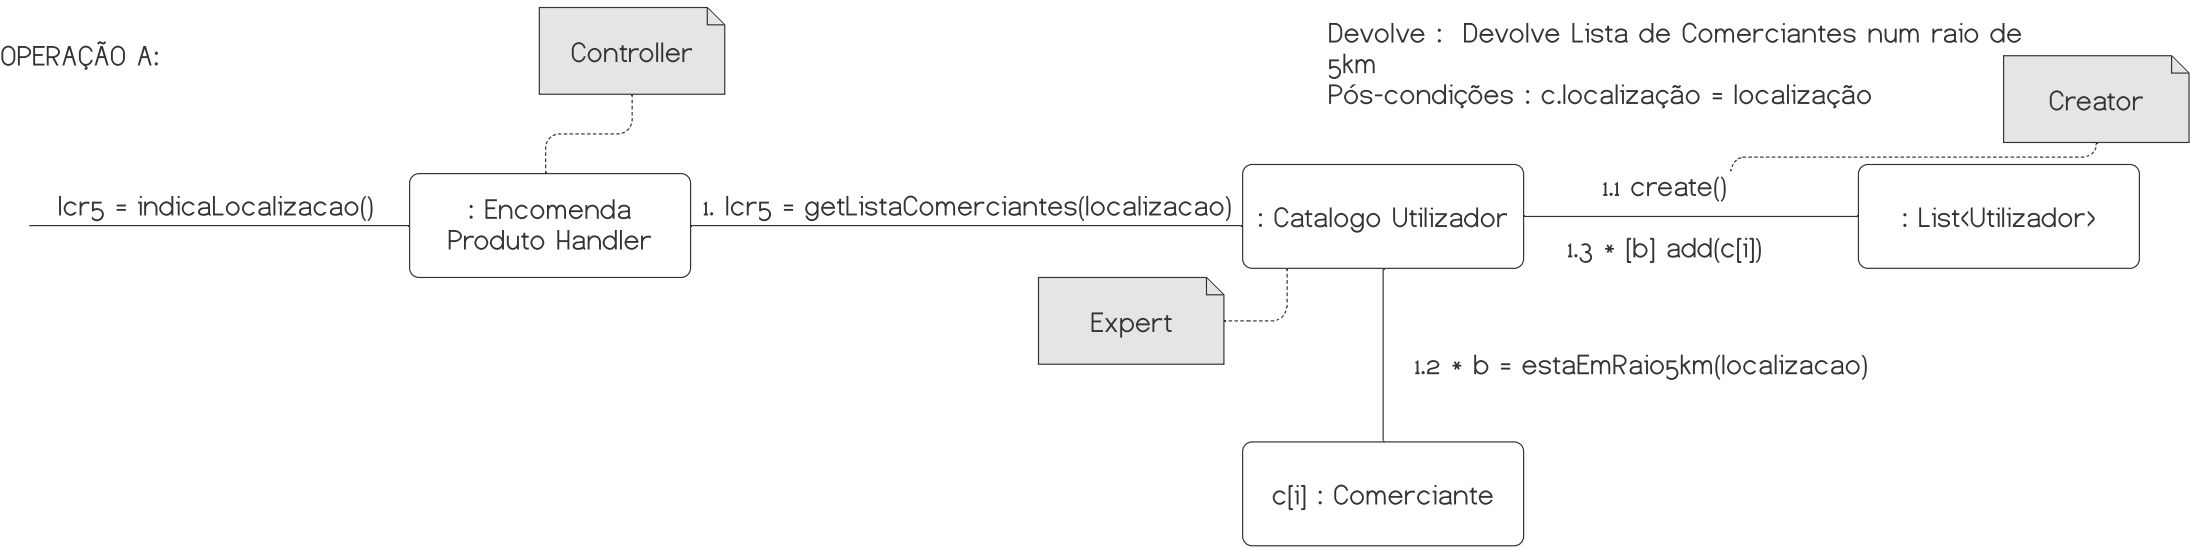 OPERAÇÃO A:
Controller
Devolve :  Devolve Lista de Comerciantes num raio de
5km
Pós-condições : c.localização = localização
Creator
lcr5 = indicaLocalizacao()
: Encomenda
Produto Handler
1. lcr5 = getListaComerciantes(localizacao)
: Catalogo Utilizador
1.1 create()
1.3 * [b] add(c[i])
: List<Utilizador>
Expert
1.2 * b = estaEmRaio5km(localizacao)
c[i] : Comerciante